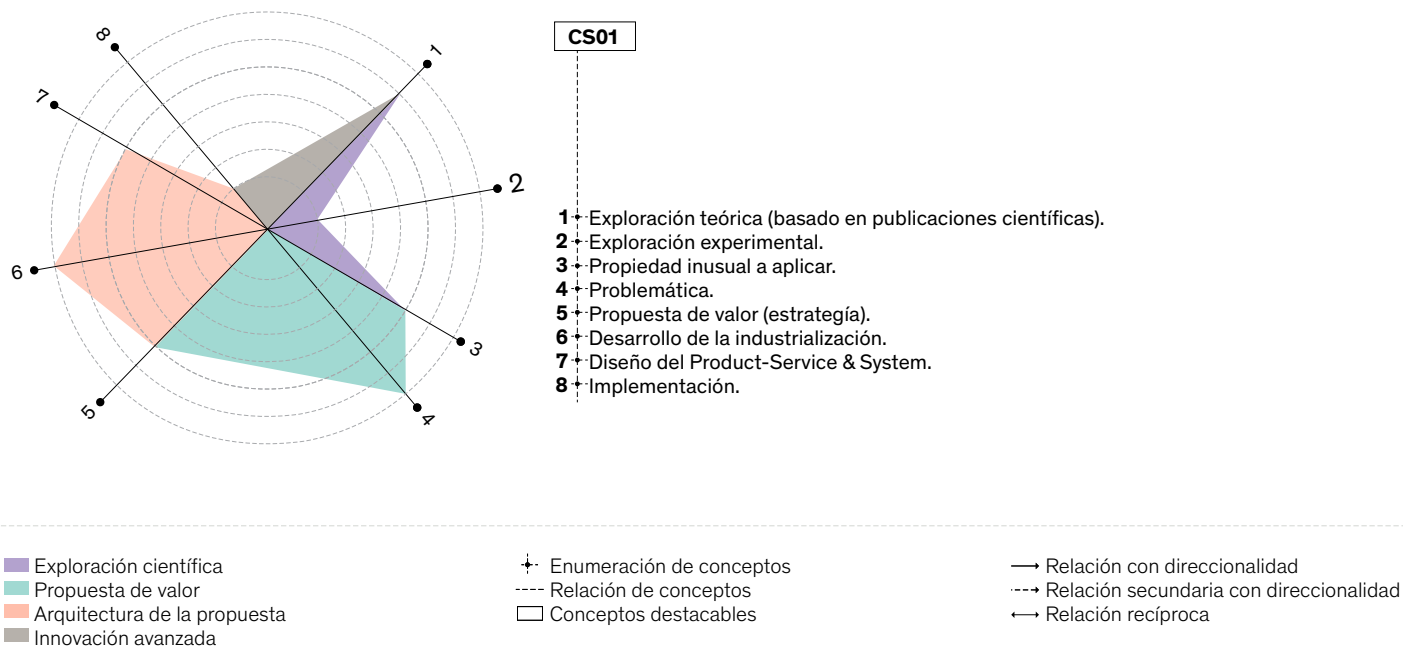 8
1
7
2
6
3
5
4
CS01
1 Exploración teórica (basado en publicaciones científicas).
2 Exploración experimental.
3 Propiedad inusual a aplicar.
4 Problemática.
5 Propuesta de valor (estrategía).
6 Desarrollo de la industrialización.
7 Diseño del Product-Service & System.
8 Implementación.
Exploración científica
Propuesta de valor
Arquitectura de la propuesta
Innovación avanzada
Enumeración de conceptos
Relación de conceptos
Conceptos destacables
Relación con direccionalidad
Relación secundaria con direccionalidad
Relación recíproca